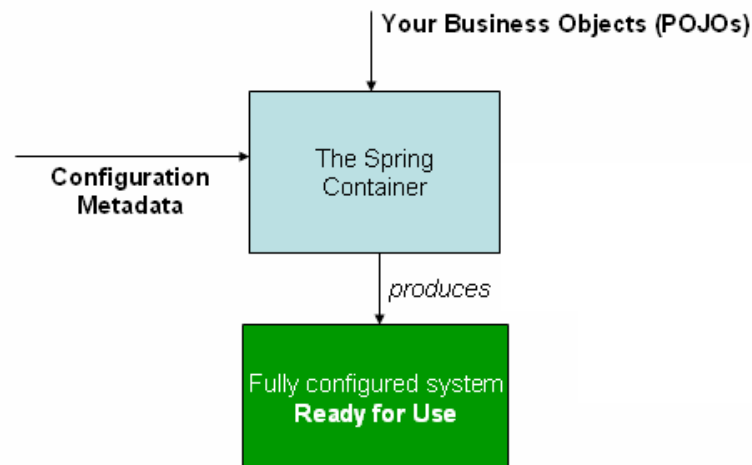 Your Business Objects (POJOs)
The Spring
Container
Configuration
Metadata
produces
Fully configured system
Ready for Use